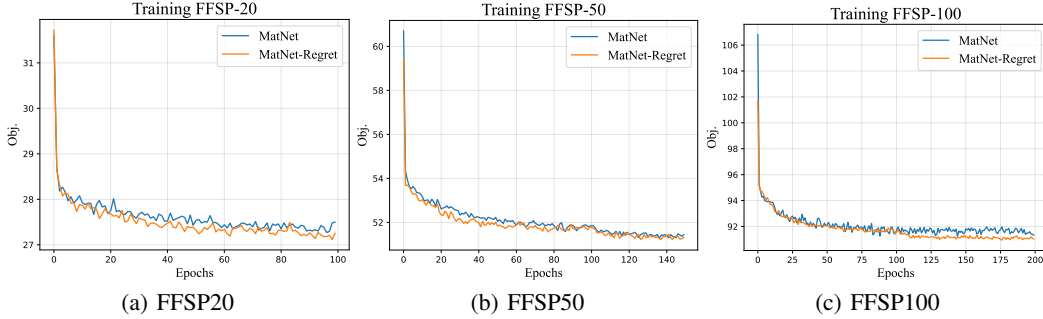 Training FFSP-20
MatNet
MatNet-Regret
31
30
29
28
27
Obj.
0
20
40
60
80
100
Epochs
(a) FFSP20
Training FFSP-50
MatNet
MatNet-Regret
60
58
56
54
52
Obj.
0
20
40
60
80
100
120
140
Epochs
(b) FFSP50
Training FFSP-100
MatNet
MatNet-Regret
106
104
102
100
98
96
94
92
Obj.
0
25
50
75
100
125
150
175
200
Epochs
(c) FFSP100